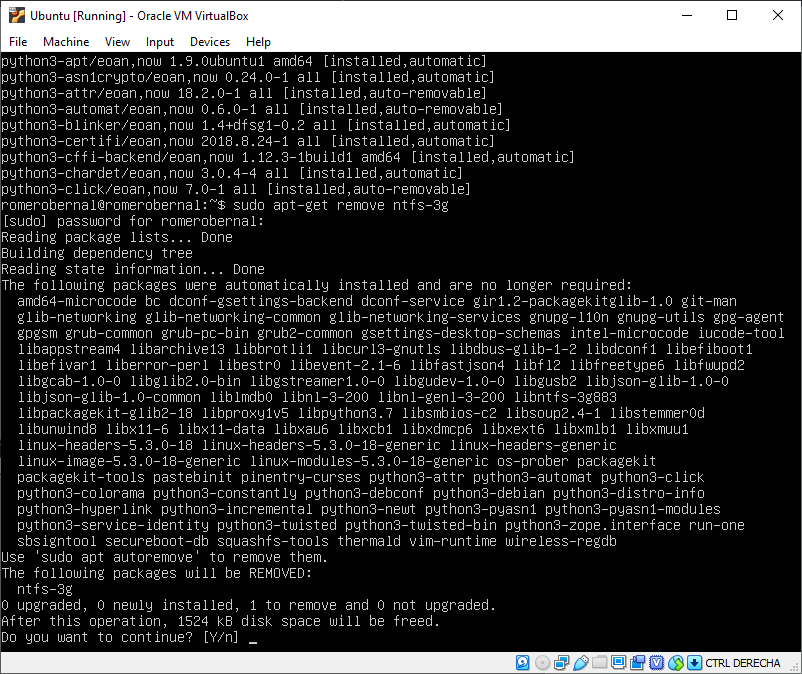 Ubuntu [Running] - Oracle VM VirtualBox
File Machine View Input Devices Help
python3-apt/eoan,now 1.9.0ubuntu1 amd64 [installed,automatic]
python3-asn1crypto/eoan,now 0.24.0-1 all [installed,automatic]
python3-attr/eoan,now 18.2.0-1 all [installed,auto-removable]
python3-automat/eoan,now 0.6.0-1 all [installed,auto-removable]
python3-blinker/eoan,now 1.4+dfsg1-0.2 all [installed,automatic]
python3-certifi/eoan,now 2018.8.24-1 all [installed,automatic]
python3-cffi-backend/eoan,now 1.12.3-1build1 amd64 [installed,automatic]
python3-chardet/eoan,now 3.0.4-4 all [installed,automatic]
python3-click/eoan,now 7.0-1 all [installed,auto-removable]
romerobernal@romerobernal:~$ sudo apt-get remove ntfs-3g
[sudo] password for romerobernal:
Reading package lists... Done
Building dependency tree
Reading state information... Done
The following packages were automatically installed and are no longer required:
amd64-microcode bc dconf-gsettings-backend dconf-service gir1.2-packagekitglib-1.0 git-man
glib-networking glib-networking-common glib-networking-services gnupg-l10n gnupg-utils gpg-agent
gpgsm grub-common grub-pc-bin grub2-common gsettings-desktop-schemas intel-microcode iucode-tool
libappstream4 libarchive13 libbrotli1 libcurl3-gnutls libdbus-glib-1-2 libdconf1 libefiboot1
libefivar1 liberror-perl libestr0 libevent-2.1-6 libfastjson4 libfl2 libfreetype6 libfwupd2
libgcab-1.0-0 libglib2.0-bin libgstreamer1.0-0 libgudev-1.0-0 libgusb2 libjson-glib-1.0-0
libjson-glib-1.0-common liblmdb0 libnl-3-200 libnl-genl-3-200 libntfs-3g883
libpackagekit-glib2-18 libproxy1v5 libpython3.7 libsmbios-c2 libsoup2.4-1 libstemmer0d
libunwind8 libx11-6 libx11-data libxau6 libxcb1 libxdmcp6 libxext6 libxmlb1 libxmuu1
linux-headers-5.3.0-18 linux-headers-5.3.0-18-generic linux-headers-generic
linux-image-5.3.0-18-generic linux-modules-5.3.0-18-generic os-prober packagekit
packagekit-tools pastebinit pinentry-curses python3-attr python3-automat python3-click
python3-colorama python3-constantly python3-debconf python3-debian python3-distro-info
python3-hyperlink python3-incremental python3-newt python3-pyasn1 python3-pyasn1-modules
python3-service-identity python3-twisted python3-twisted-bin python3-zope.interface run-one
sbsigntool secureboot-db squashfs-tools thermald vim-runtime wireless-regdb
Use 'sudo apt autoremove' to remove them.
The following packages will be REMOVED:
ntfs-3g
0 upgraded, 0 newly installed, 1 to remove and 0 not upgraded.
After this operation, 1524 kB disk space will be freed.
Do you want to continue? [Y/n] _
CTRL DERECHA